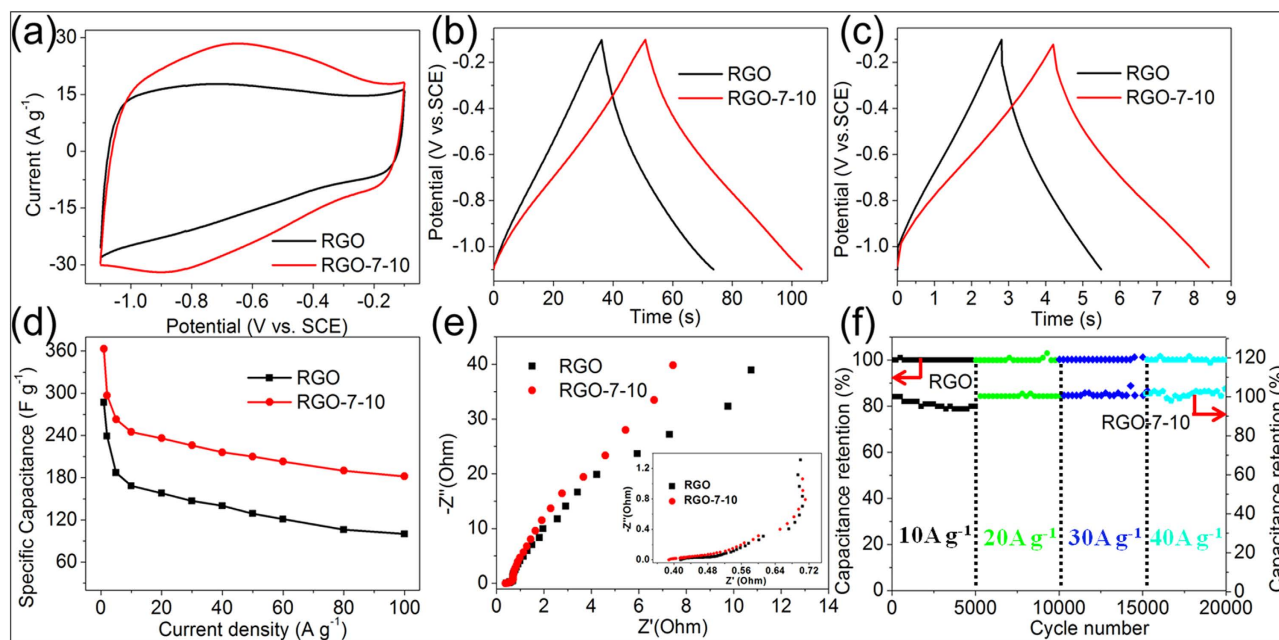 (a)
30
15
0
-15
-30
Current (A g⁻¹)
RGO
RGO-7-10
-1.0 -0.8 -0.6 -0.4 -0.2
Potential (V vs. SCE)
(b)
-0.2
-0.4
-0.6
-0.8
-1.0
Potential (V vs.SCE)
RGO
RGO-7-10
0 20 40 60 80 100
Time (s)
(c)
-0.2
-0.4
-0.6
-0.8
-1.0
Potential (V vs.SCE)
RGO
RGO-7-10
0 1 2 3 4 5 6 7 8 9
Time (s)
(d)
360
300
240
180
120
60
Specific Capacitance (F g⁻¹)
RGO
RGO-7-10
0 20 40 60 80 100
Current density (A g⁻¹)
(e)
40
30
20
10
0
-Z''(Ohm)
RGO
RGO-7-10
0 2 4 6 8 10 12 14
Z'(Ohm)
1.2
0.8
0.4
0.0
-Z''(Ohm)
RGO
RGO-7-10
0.40 0.48 0.56 0.64 0.72
Z' (Ohm)
(f)
100
80
60
40
20
0
Capacitance retention (%)
RGO
RGO-7-10
10A g⁻¹ 20A g⁻¹ 30A g⁻¹ 40A g⁻¹
120
100
80
60
40
20
0
Capacitance retention (%)
0 5000 10000 15000 20000
Cycle number